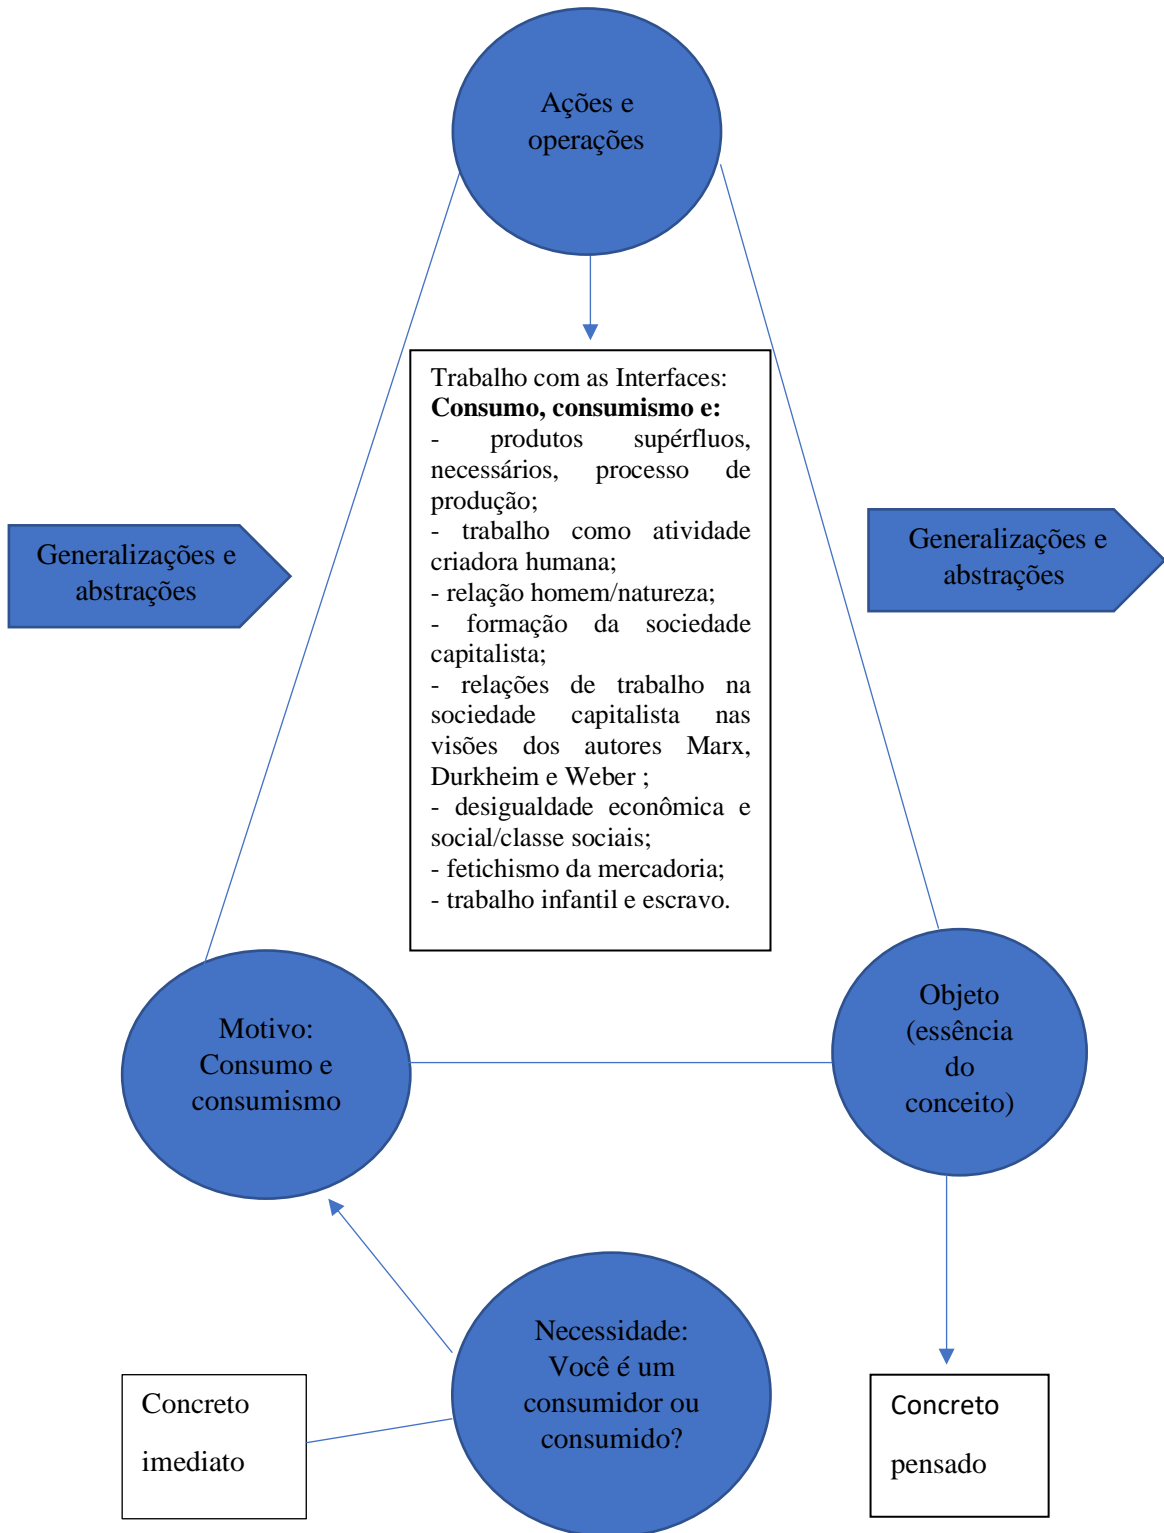 Ações e
operações
Trabalho com as Interfaces:
Consumo, consumismo e:
- produtos supérfluos,
necessários, processo de
produção;
- trabalho como atividade
criadora humana;
- relação homem/natureza;
- formação da sociedade
capitalista;
- relações de trabalho na
sociedade capitalista nas
visões dos autores Marx,
Durkheim e Weber ;
- desigualdade econômica e
social/classe sociais;
- fetichismo da mercadoria;
- trabalho infantil e escravo.
Generalizações e
abstrações
Generalizações e
abstrações
Motivo:
Consumo e
consumismo
Objeto
(essência
do
conceito)
Necessidade:
Você é um
consumidor ou
consumido?
Concreto
imediato
Concreto
pensado